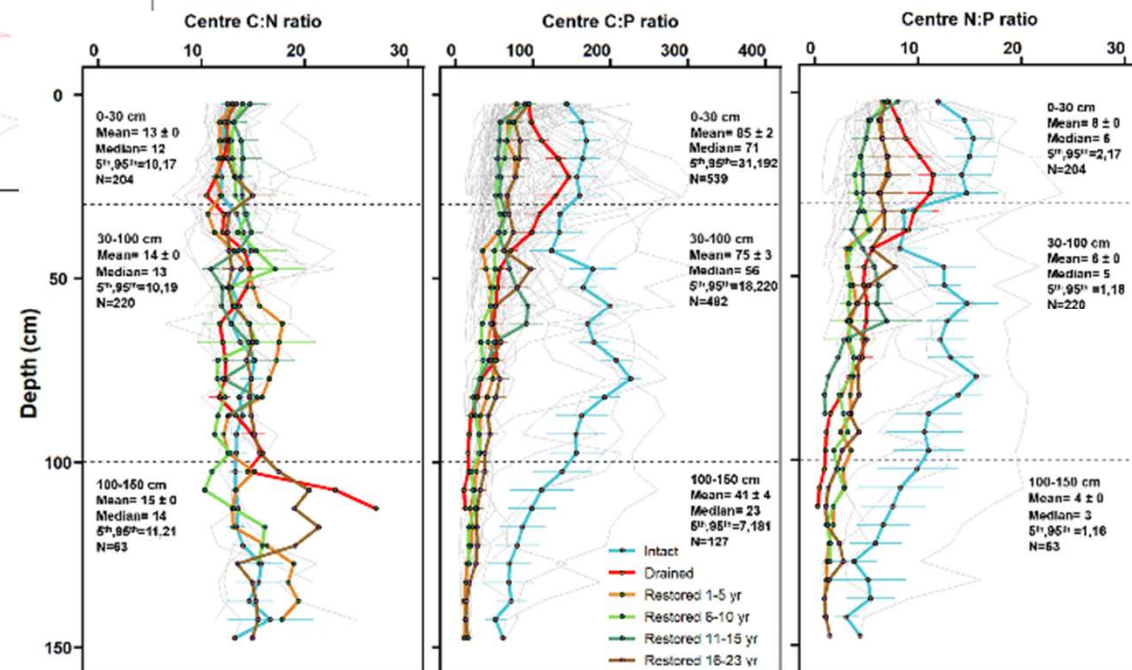 Centre C:N ratio
0 10 20 30
Centre C:P ratio
0 100 200 300 400
Centre N:P ratio
0 10 20 30
Depth (cm)
0
50
100
150
0-30 cm
Mean= 13 ± 0
Median= 12
5th,95th=10,17
N=204
30-100 cm
Mean= 14 ± 0
Median= 13
5th,95th=10,19
N=220
100-150 cm
Mean= 15 ± 0
Median= 14
5th,95th=11,21
N=63
0-30 cm
Mean= 85 ± 2
Median= 71
5th,95th=31,192
N=539
30-100 cm
Mean= 75 ± 3
Median= 56
5th,95th=18,220
N=482
100-150 cm
Mean= 41 ± 4
Median= 23
5th,95th=7,181
N=127
Intact
Drained
Restored 1-5 yr
Restored 6-10 yr
Restored 11-15 yr
Restored 16-23 yr
0-30 cm
Mean= 8 ± 0
Median= 6
5th,95th=2,17
N=204
30-100 cm
Mean= 6 ± 0
Median= 5
5th,95th =1,18
N=220
100-150 cm
Mean= 4 ± 0
Median= 3
5th,95th =1,16
N=63